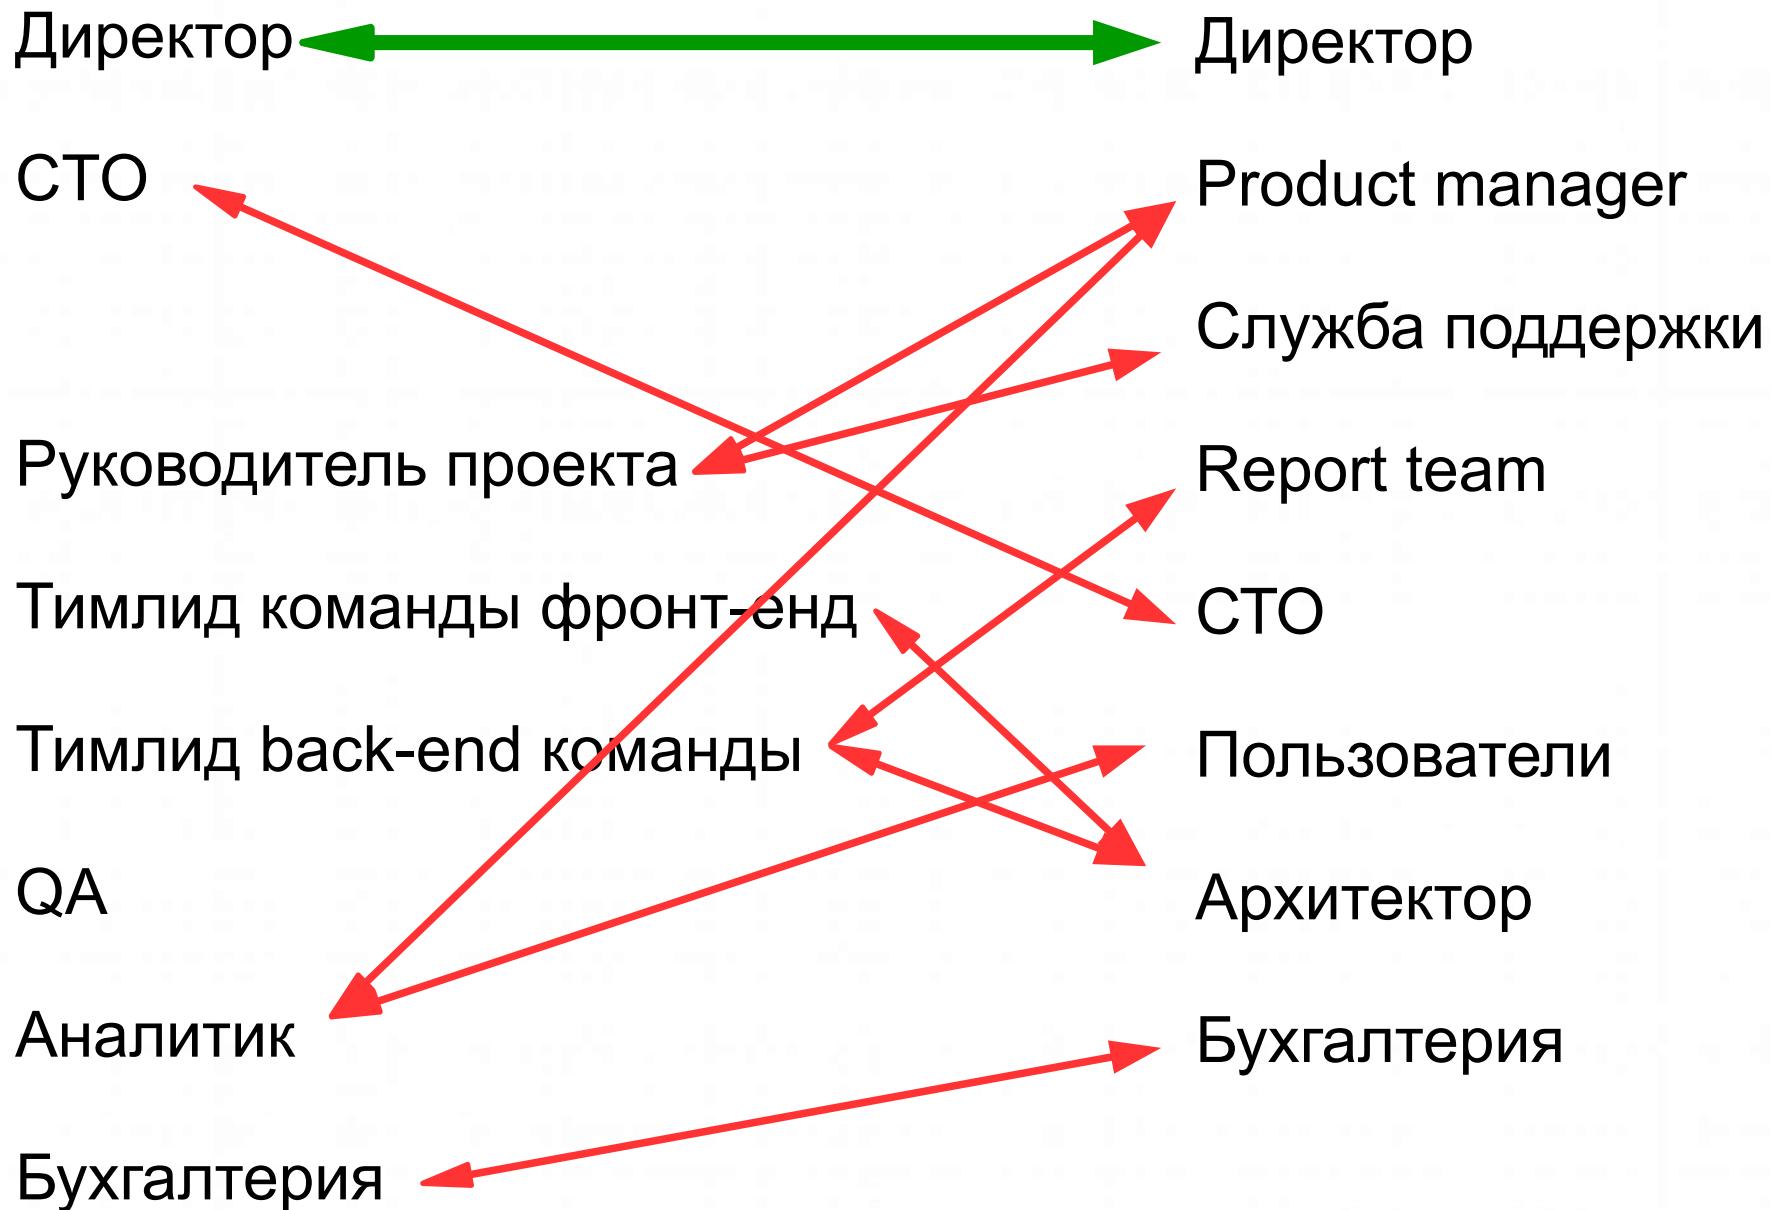 Директор
СТО
Руководитель проекта
Тимлид команды фронт-енд
Тимлид back-end команды
QA
Аналитик
Бухгалтерия
Директор
Product manager
Служба поддержки
Report team
СТО
Пользователи
Архитектор
Бухгалтерия